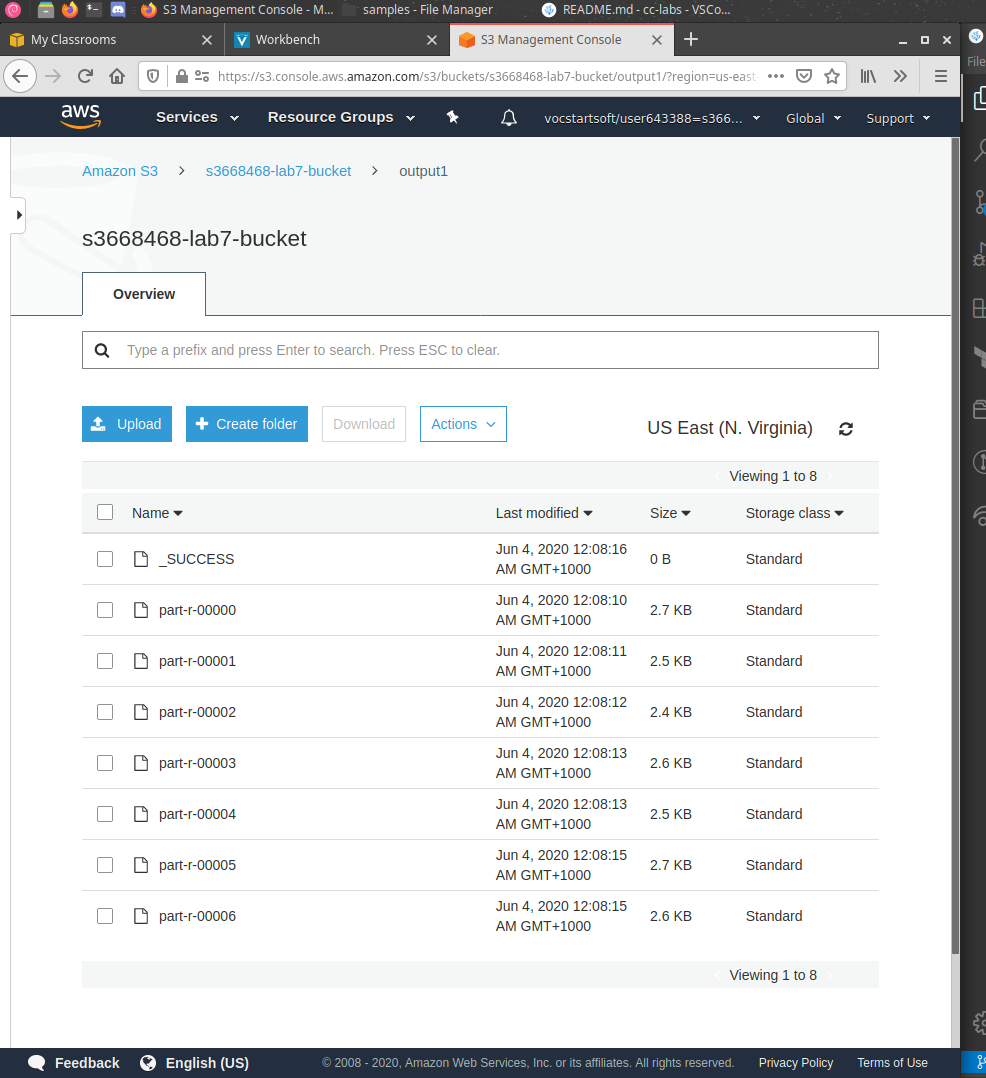 S3 Management Console - M... samples - File Manager README.md - cc-labs - VSCo...
My Classrooms Workbench S3 Management Console
File
https://s3.console.aws.amazon.com/s3/buckets/s3668468-lab7-bucket/output1/?region=us-east-
aws Services Resource Groups vocstartsoft/user643388=s366... Global Support
Amazon S3 s3668468-lab7-bucket output1
s3668468-lab7-bucket
Overview
Type a prefix and press Enter to search. Press ESC to clear.
Upload Create folder Download Actions US East (N. Virginia)
Viewing 1 to 8
Name Last modified Size Storage class
_SUCCESS Jun 4, 2020 12:08:16 AM GMT+1000 0 B Standard
part-r-00000 Jun 4, 2020 12:08:10 AM GMT+1000 2.7 KB Standard
part-r-00001 Jun 4, 2020 12:08:11 AM GMT+1000 2.5 KB Standard
part-r-00002 Jun 4, 2020 12:08:12 AM GMT+1000 2.4 KB Standard
part-r-00003 Jun 4, 2020 12:08:13 AM GMT+1000 2.6 KB Standard
part-r-00004 Jun 4, 2020 12:08:13 AM GMT+1000 2.5 KB Standard
part-r-00005 Jun 4, 2020 12:08:15 AM GMT+1000 2.7 KB Standard
part-r-00006 Jun 4, 2020 12:08:15 AM GMT+1000 2.6 KB Standard
Viewing 1 to 8
Feedback English (US) © 2008 - 2020, Amazon Web Services, Inc. or its affiliates. All rights reserved. Privacy Policy Terms of Use